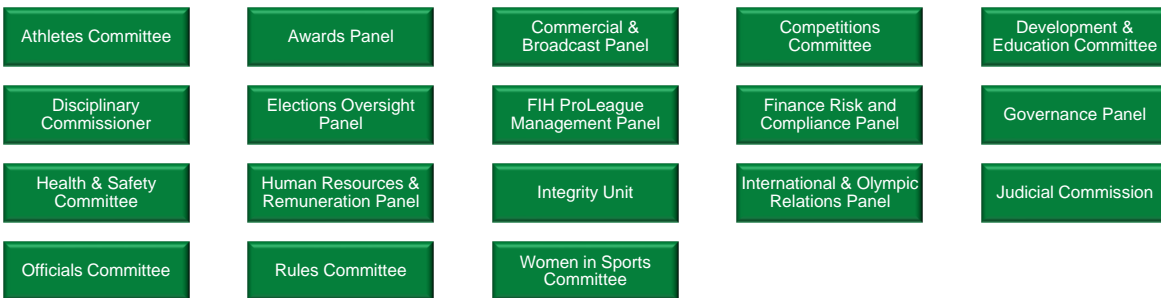 Athletes Committee
Awards Panel
Commercial &
Broadcast Panel
Competitions
Committee
Development &
Education Committee
Disciplinary
Commissioner
Elections Oversight
Panel
FIH ProLeague
Management Panel
Finance Risk and
Compliance Panel
Governance Panel
Health & Safety
Committee
Human Resources &
Remuneration Panel
Integrity Unit
International & Olympic
Relations Panel
Judicial Commission
Officials Committee
Rules Committee
Women in Sports
Committee